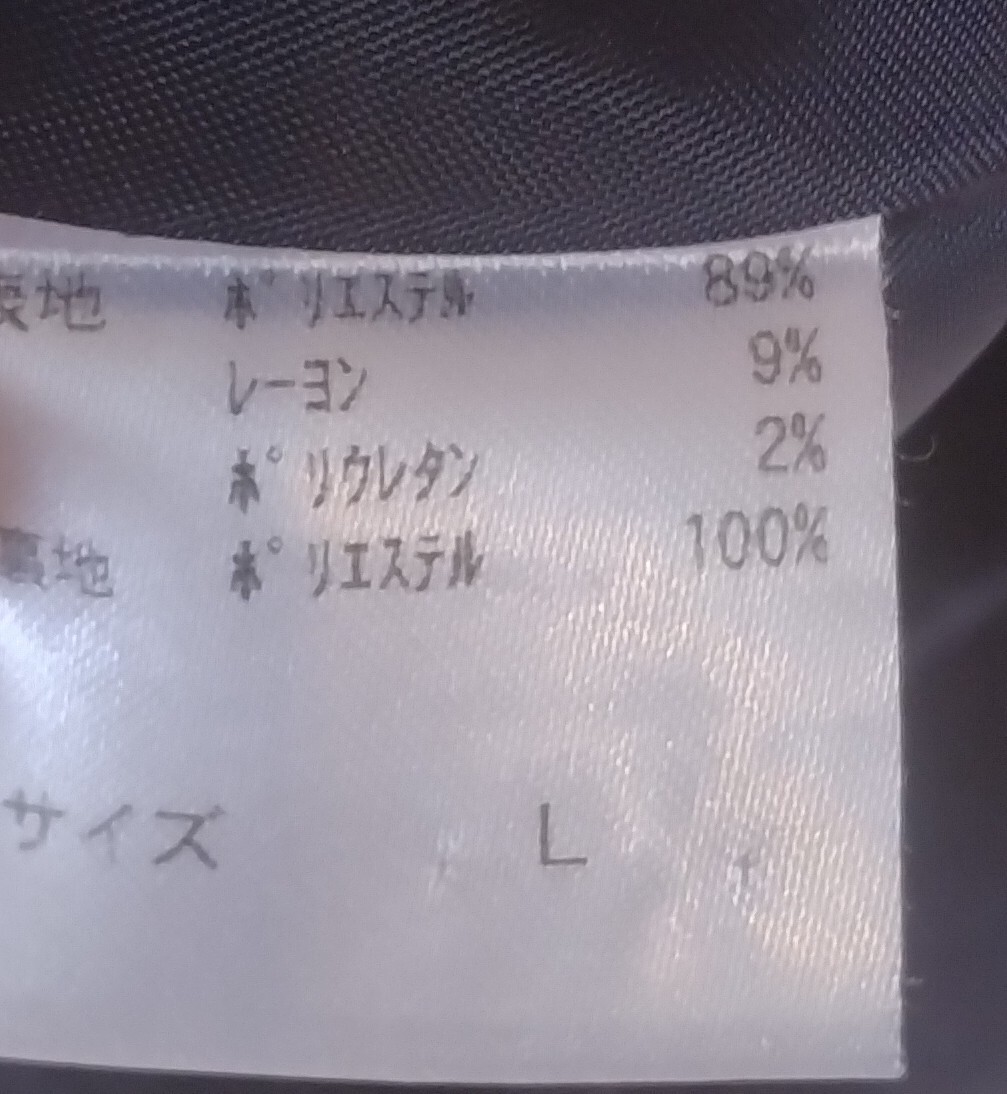 表地 ポリエステル 89%
レーヨン 9%
ポリウレタン 2%
裏地 ポリエステル 100%
サイズ L